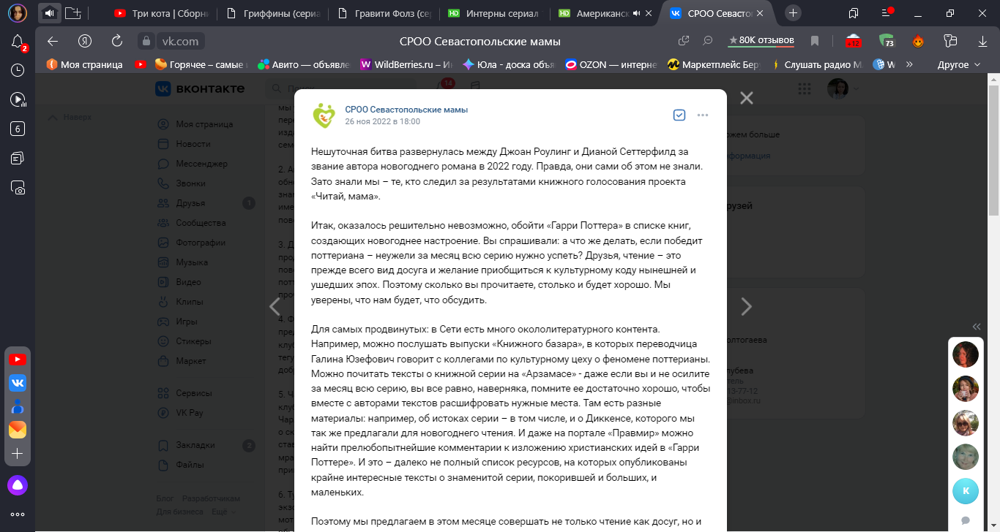 Три кота | Сборн
Гриффины (сериа
Гравити Фолз (се
Интерны сериал
Американск
СРОО Севасто
2
vk.com
СРОО Севастопольские мамы
80К отзывов
+12
73
Моя страница
Горячее – самые
Авито — объявле
WildBerries.ru – И
Юла - доска объя
OZON — интерне
Маркетплейс Бер
Слушать радио М
W
Другое
6
вконтакте
14
Наверх
Моя страница
Новости
Мессенджер
Звонки
Друзья
1
Сообщества
Фотографии
Музыка
Видео
Клипы
Игры
Стикеры
Маркет
Сервисы
VK Pay
Закладки
2
Файлы
Блог Разработчикам
Для бизнеса Ещё
СРОО Севастопольские мамы
26 ноя 2022 в 18:00
Нешуточная битва развернулась между Джоан Роулинг и Дианой Сеттерфилд за
звание автора новогоднего романа в 2022 году. Правда, они сами об этом не знали.
Зато знали мы – те, кто следил за результатами книжного голосования проекта
«Читай, мама».
Итак, оказалось решительно невозможно, обойти «Гарри Поттера» в списке книг,
создающих новогоднее настроение. Вы спрашивали: а что же делать, если победит
поттериана – неужели за месяц всю серию нужно успеть? Друзья, чтение – это
прежде всего вид досуга и желание приобщиться к культурному коду нынешней и
ушедших эпох. Поэтому сколько вы прочитаете, столько и будет хорошо. Мы
уверены, что нам будет, что обсудить.
Для самых продвинутых: в Сети есть много окололитературного контента.
Например, можно послушать выпуски «Книжного базара», в которых переводчица
Галина Юзефович говорит с коллегами по культурному цеху о феномене поттерианы.
Можно почитать тексты о книжной серии на «Арзамасе» - даже если вы и не осилите
за месяц всю серию, вы все равно, наверняка, помните ее достаточно хорошо, чтобы
вместе с авторами текстов расшифровать нужные места. Там есть разные
материалы: например, об истоках серии – в том числе, и о Диккенсе, которого мы
так же предлагали для новогоднего чтения. И даже на портале «Правмир» можно
найти прелюбопытнейшие комментарии к изложению христианских идей в «Гарри
Поттере». И это – далеко не полный список ресурсов, на которых опубликованы
крайне интересные тексты о знаменитой серии, покорившей и больших, и
маленьких.
Поэтому мы предлагаем в этом месяце совершать не только чтение как досуг, но и
ожем больше
нформация
рузей
олтогаева
лубева
тель
13-77-12
@inbox.ru
К